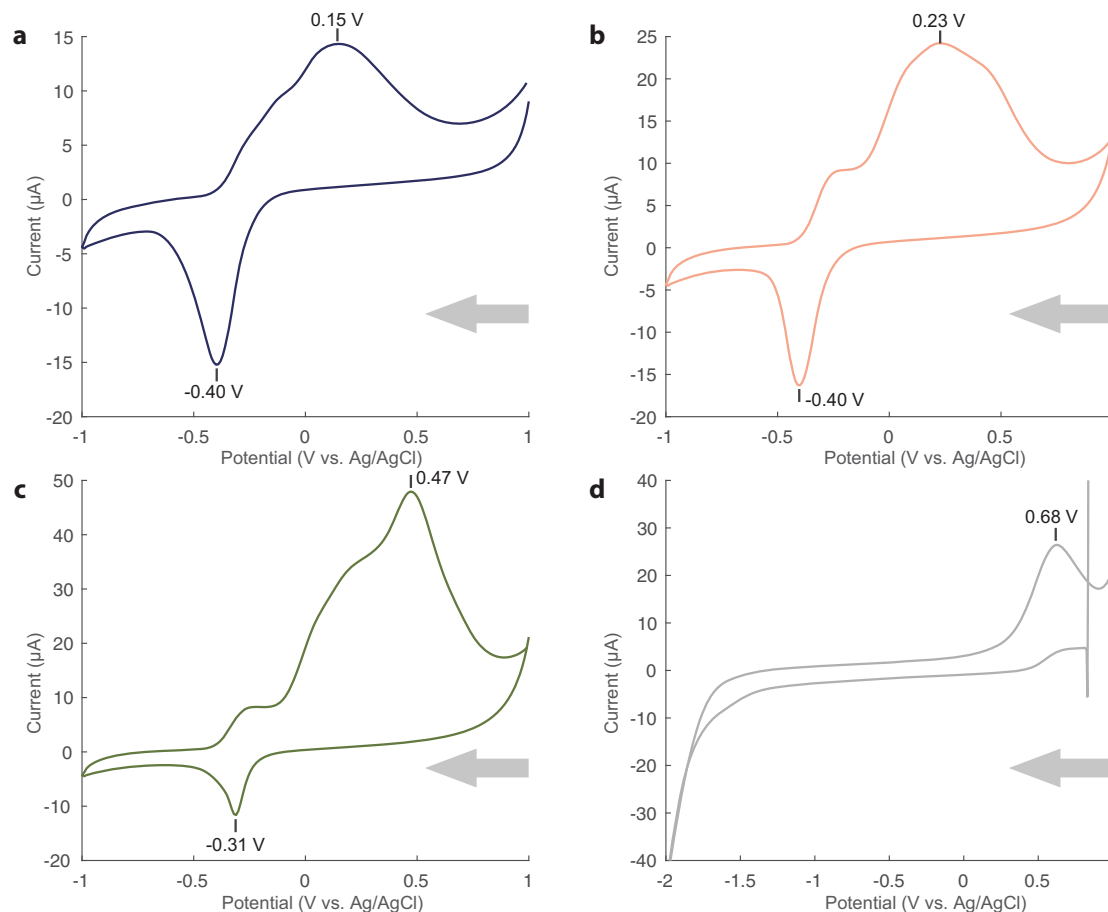 a
0.15 V
15
10
5
0
-5
-10
-15
-20
Current (µA)
-0.40 V
-1
-0.5
0
0.5
1
Potential (V vs. Ag/AgCl)
b
0.23 V
25
20
15
10
5
0
-5
-10
-15
-20
Current (µA)
-0.40 V
-1
-0.5
0
0.5
Potential (V vs. Ag/AgCl)
c
0.47 V
50
40
30
20
10
0
-10
-20
Current (µA)
-0.31 V
-1
-0.5
0
0.5
1
Potential (V vs. Ag/AgCl)
d
0.68 V
40
30
20
10
0
-10
-20
-30
-40
Current (µA)
-2
-1.5
-1
-0.5
0
0.5
Potential (V vs. Ag/AgCl)